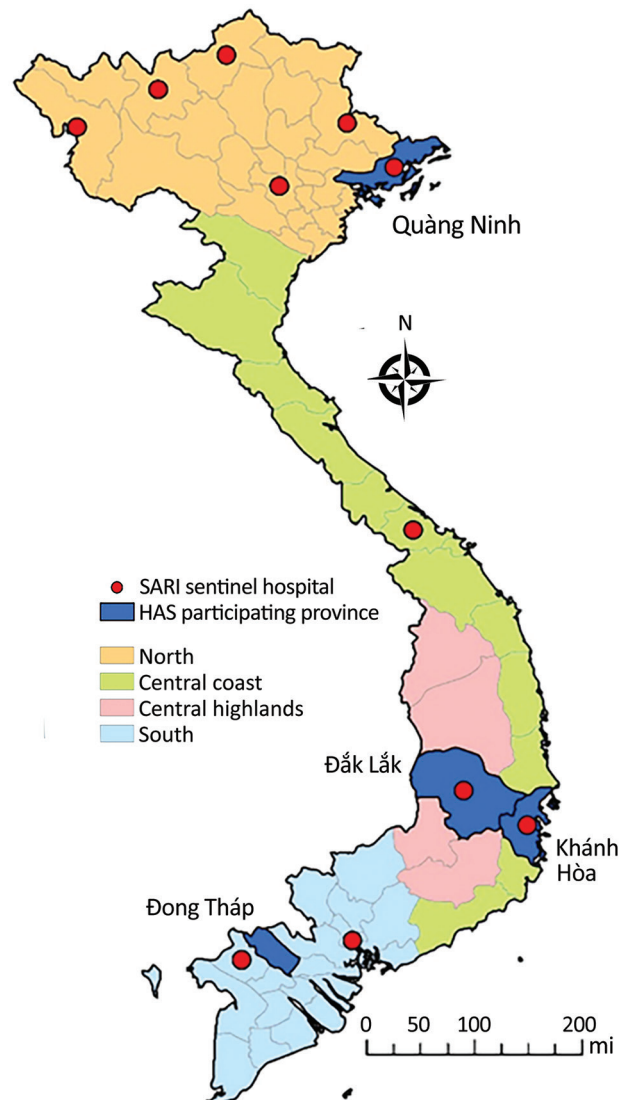 Quàng Ninh
N
SARI sentinel hospital
HAS participating province
North
Central coast
Central highlands
South
Đắk Lắk
Khánh
Hòa
Đong Tháp
0 50 100 200
mi